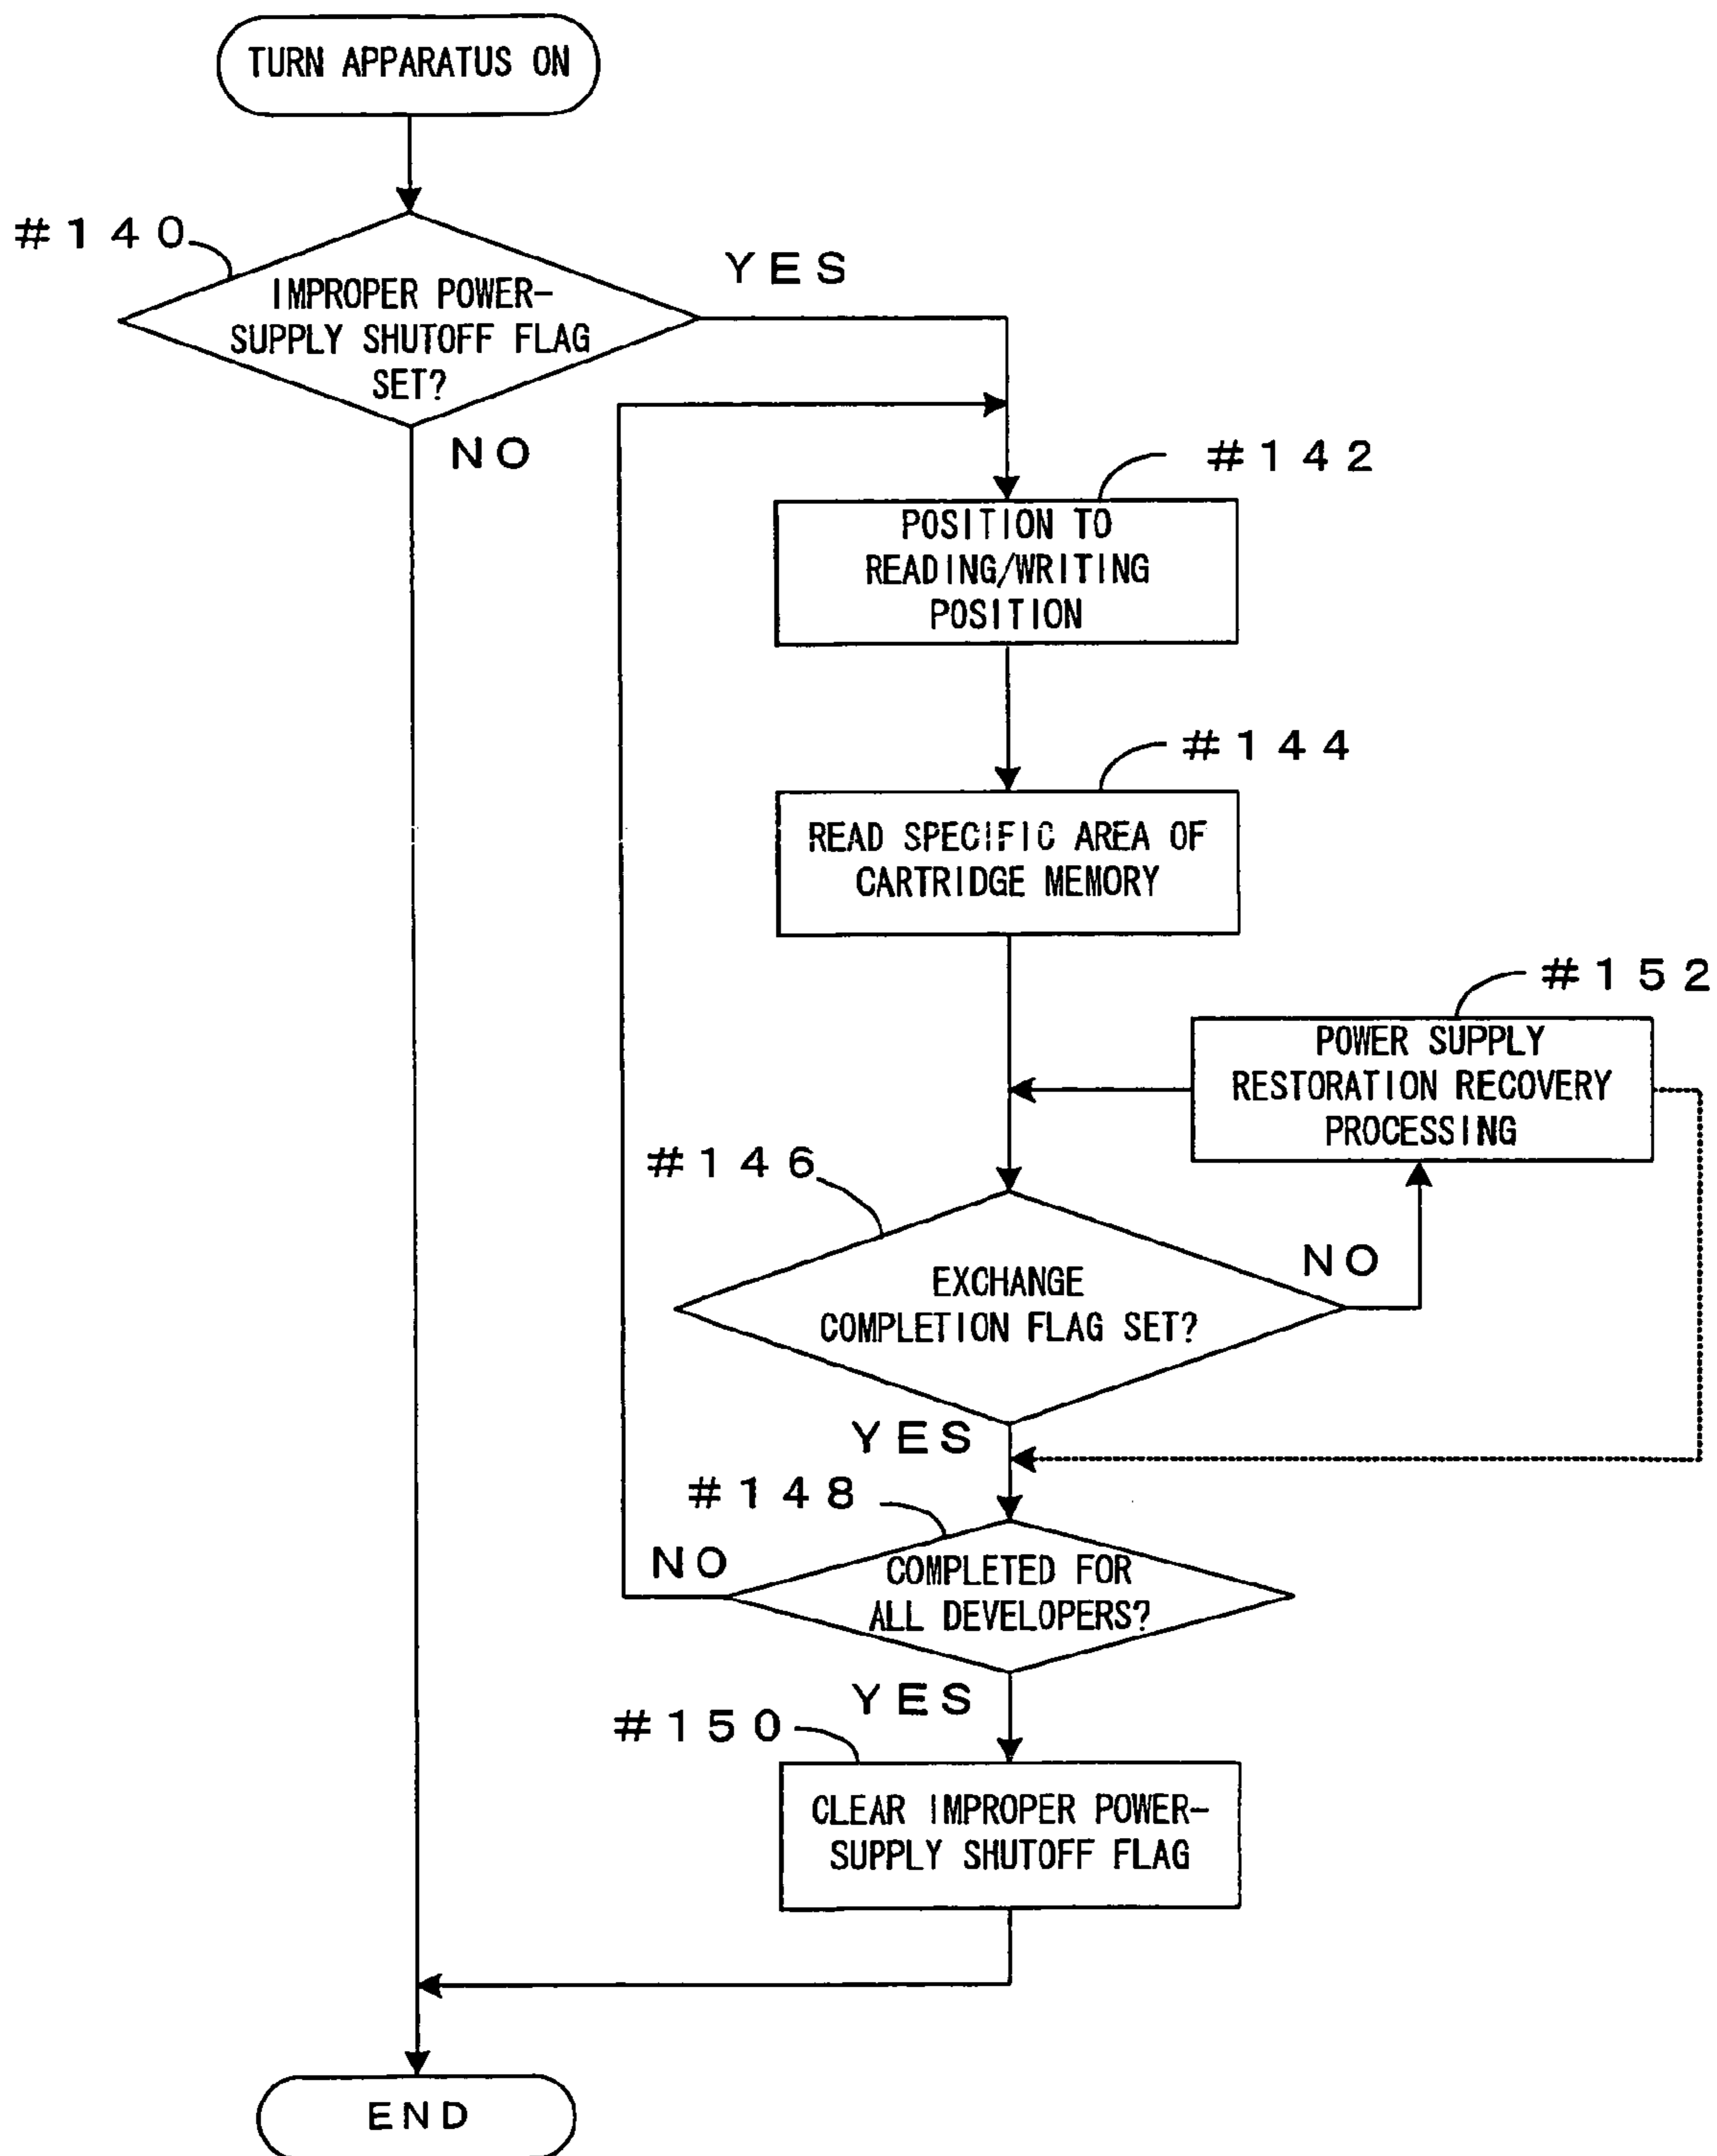 TURN APPARATUS ON
#140
YES
IMPROPER POWER-
SUPPLY SHUTOFF FLAG
SET?
NO
#142
POSITION TO
READING/WRITING
POSITION
#144
READ SPECIFIC AREA OF
CARTRIDGE MEMORY
#152
POWER SUPPLY
RESTORATION RECOVERY
PROCESSING
#146
NO
EXCHANGE
COMPLETION FLAG SET?
YES
#148
NO
COMPLETED FOR
ALL DEVELOPERS?
YES
#150
CLEAR IMPROPER POWER-
SUPPLY SHUTOFF FLAG
END